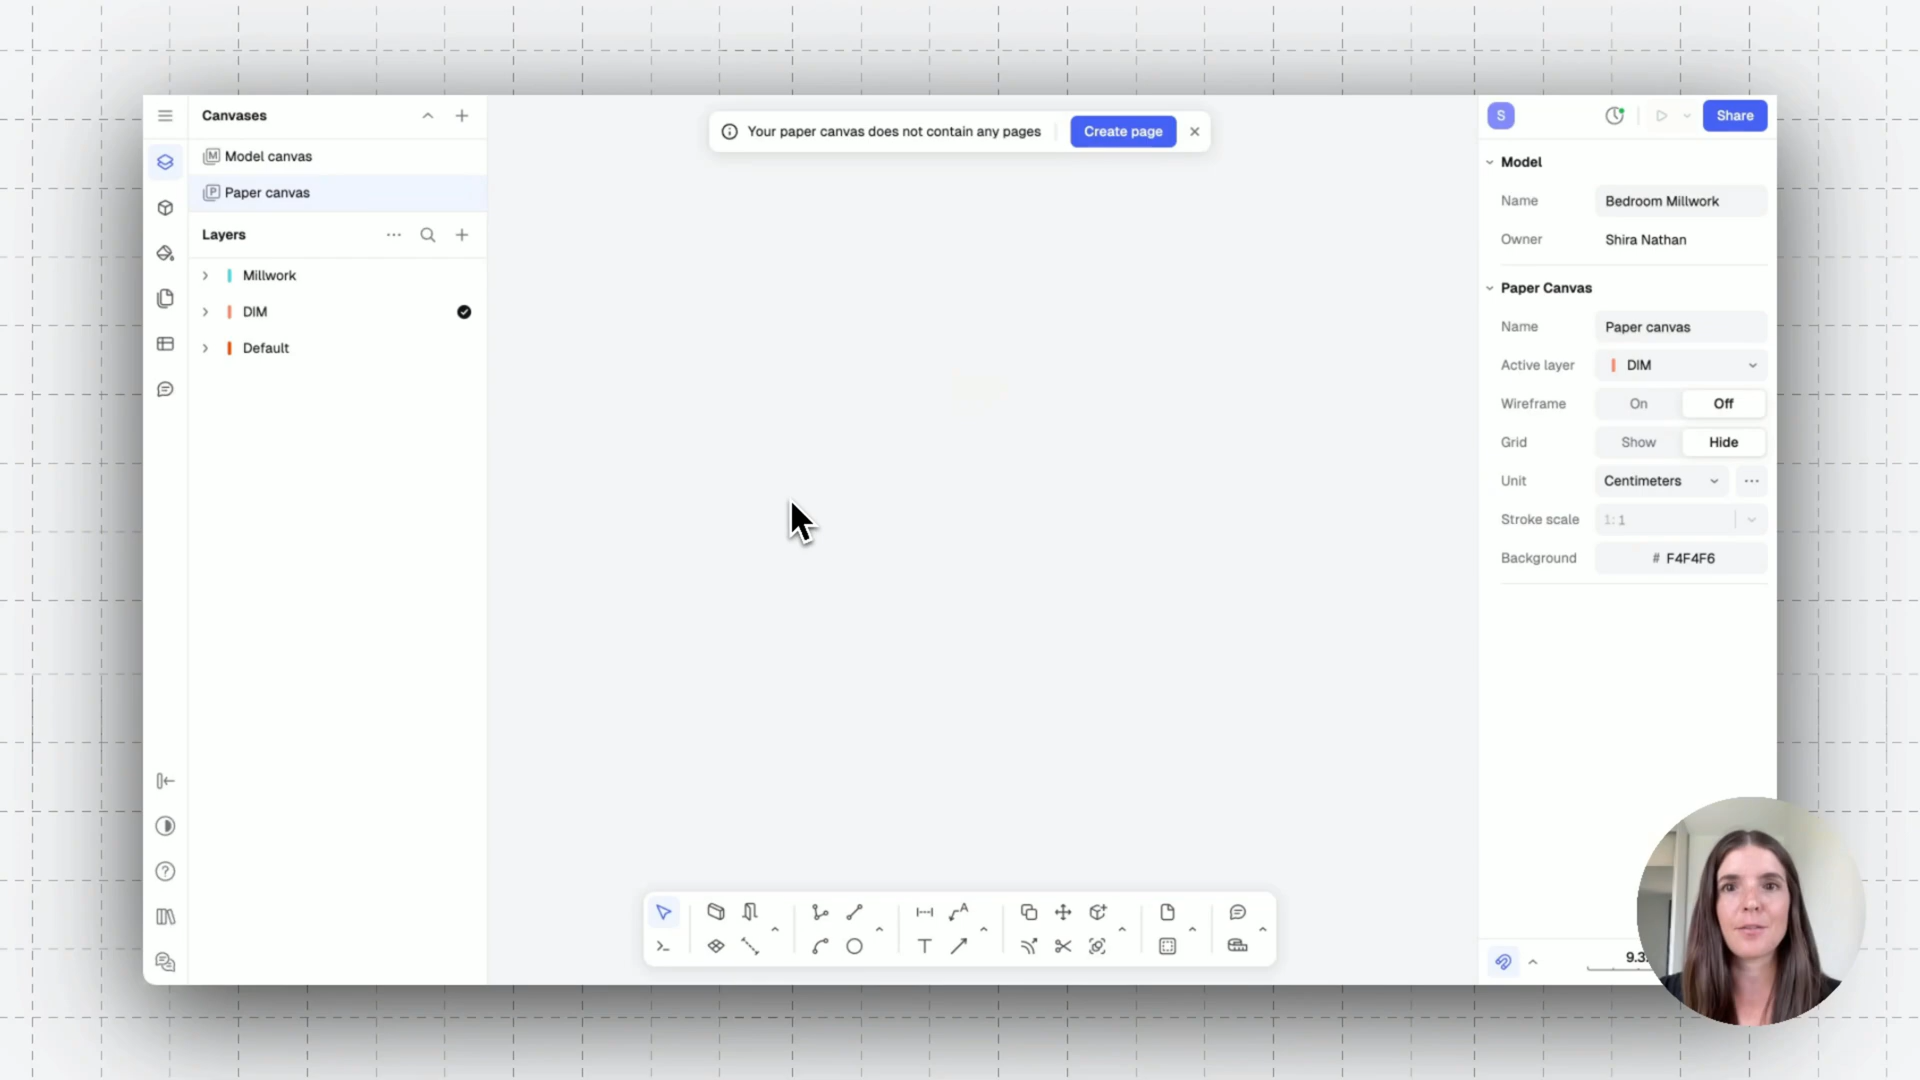 Canvases
Model canvas
Paper canvas
Layers
Millwork
DIM
Default
Your paper canvas does not contain any pages
Create page
S
Share
Model
Name
Bedroom Millwork
Owner
Shira Nathan
Paper Canvas
Name
Paper canvas
Active layer
DIM
Wireframe
On
Off
Grid
Show
Hide
Unit
Centimeters
Stroke scale
1:1
Background
# F4F4F6